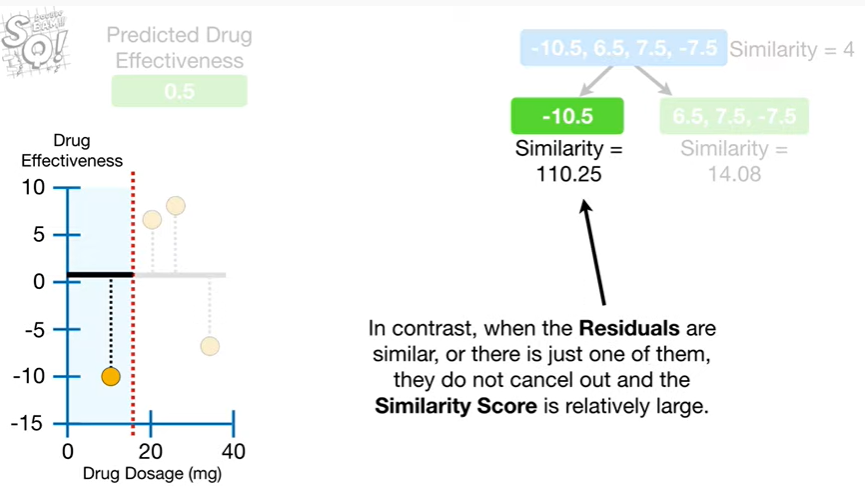 DOUBLE
BAM!!
SQ!
Predicted Drug
Effectiveness
0.5
-10.5, 6.5, 7.5, -7.5 Similarity = 4
-10.5
6.5, 7.5, -7.5
Similarity =
110.25
Similarity =
14.08
Drug
Effectiveness
10
5
0
-5
-10
-15
0
20
40
Drug Dosage (mg)
In contrast, when the Residuals are
similar, or there is just one of them,
they do not cancel out and the
Similarity Score is relatively large.